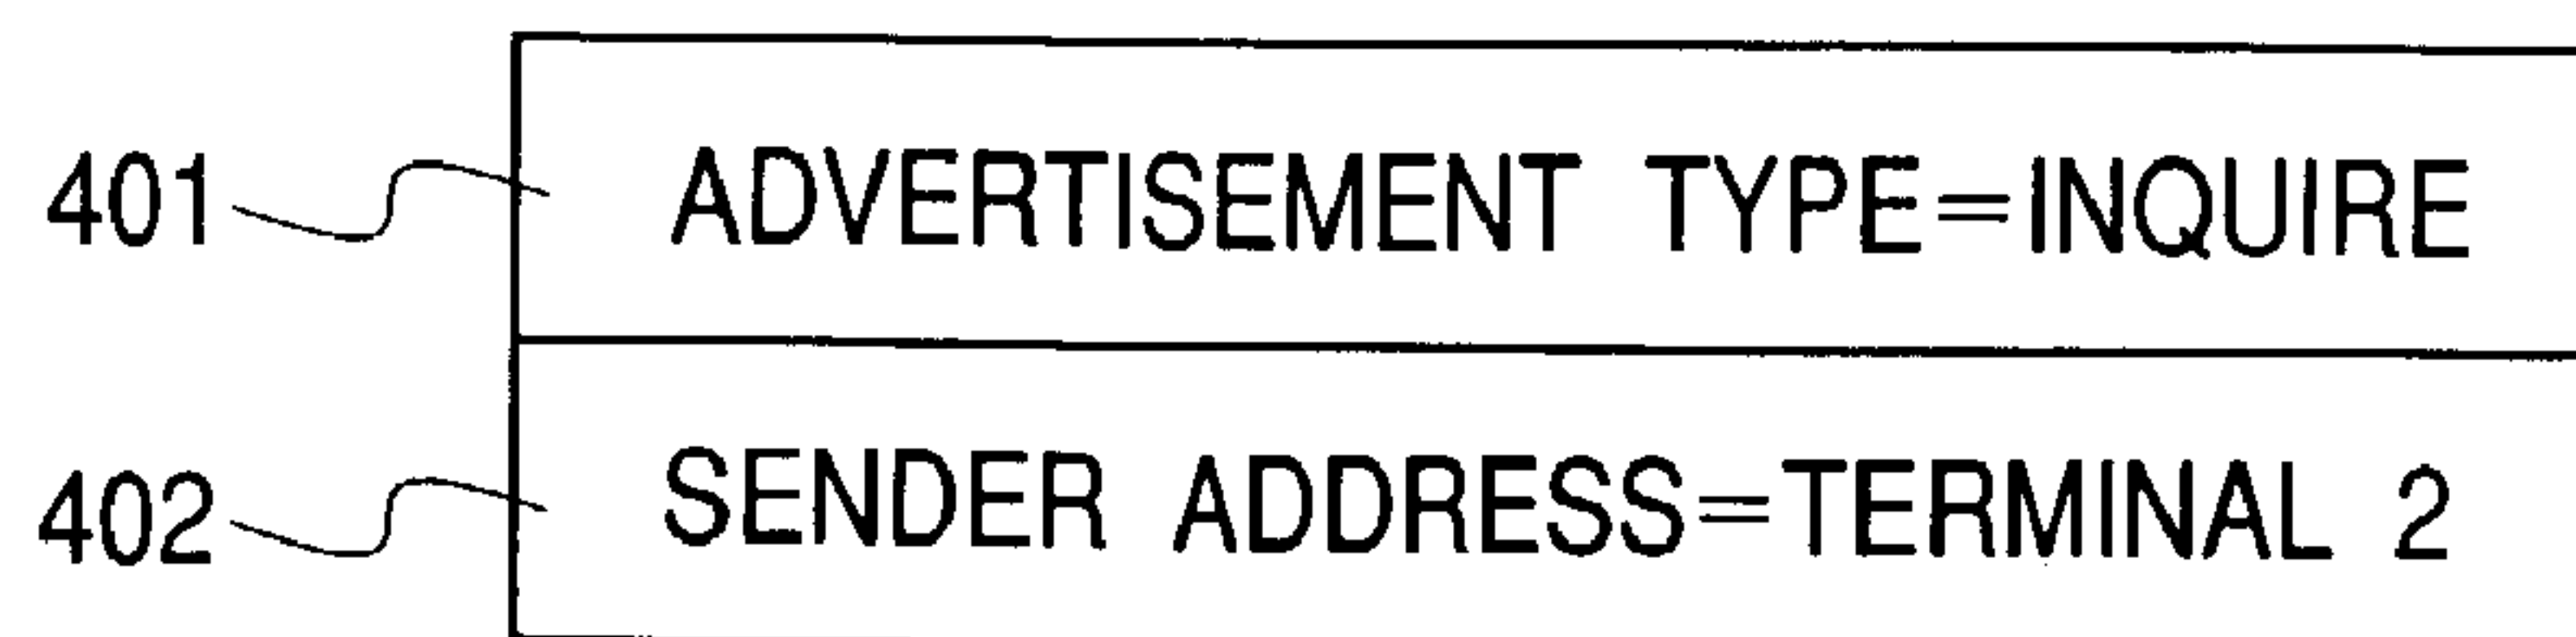 401 ADVERTISEMENT TYPE=INQUIRE
402 SENDER ADDRESS=TERMINAL 2